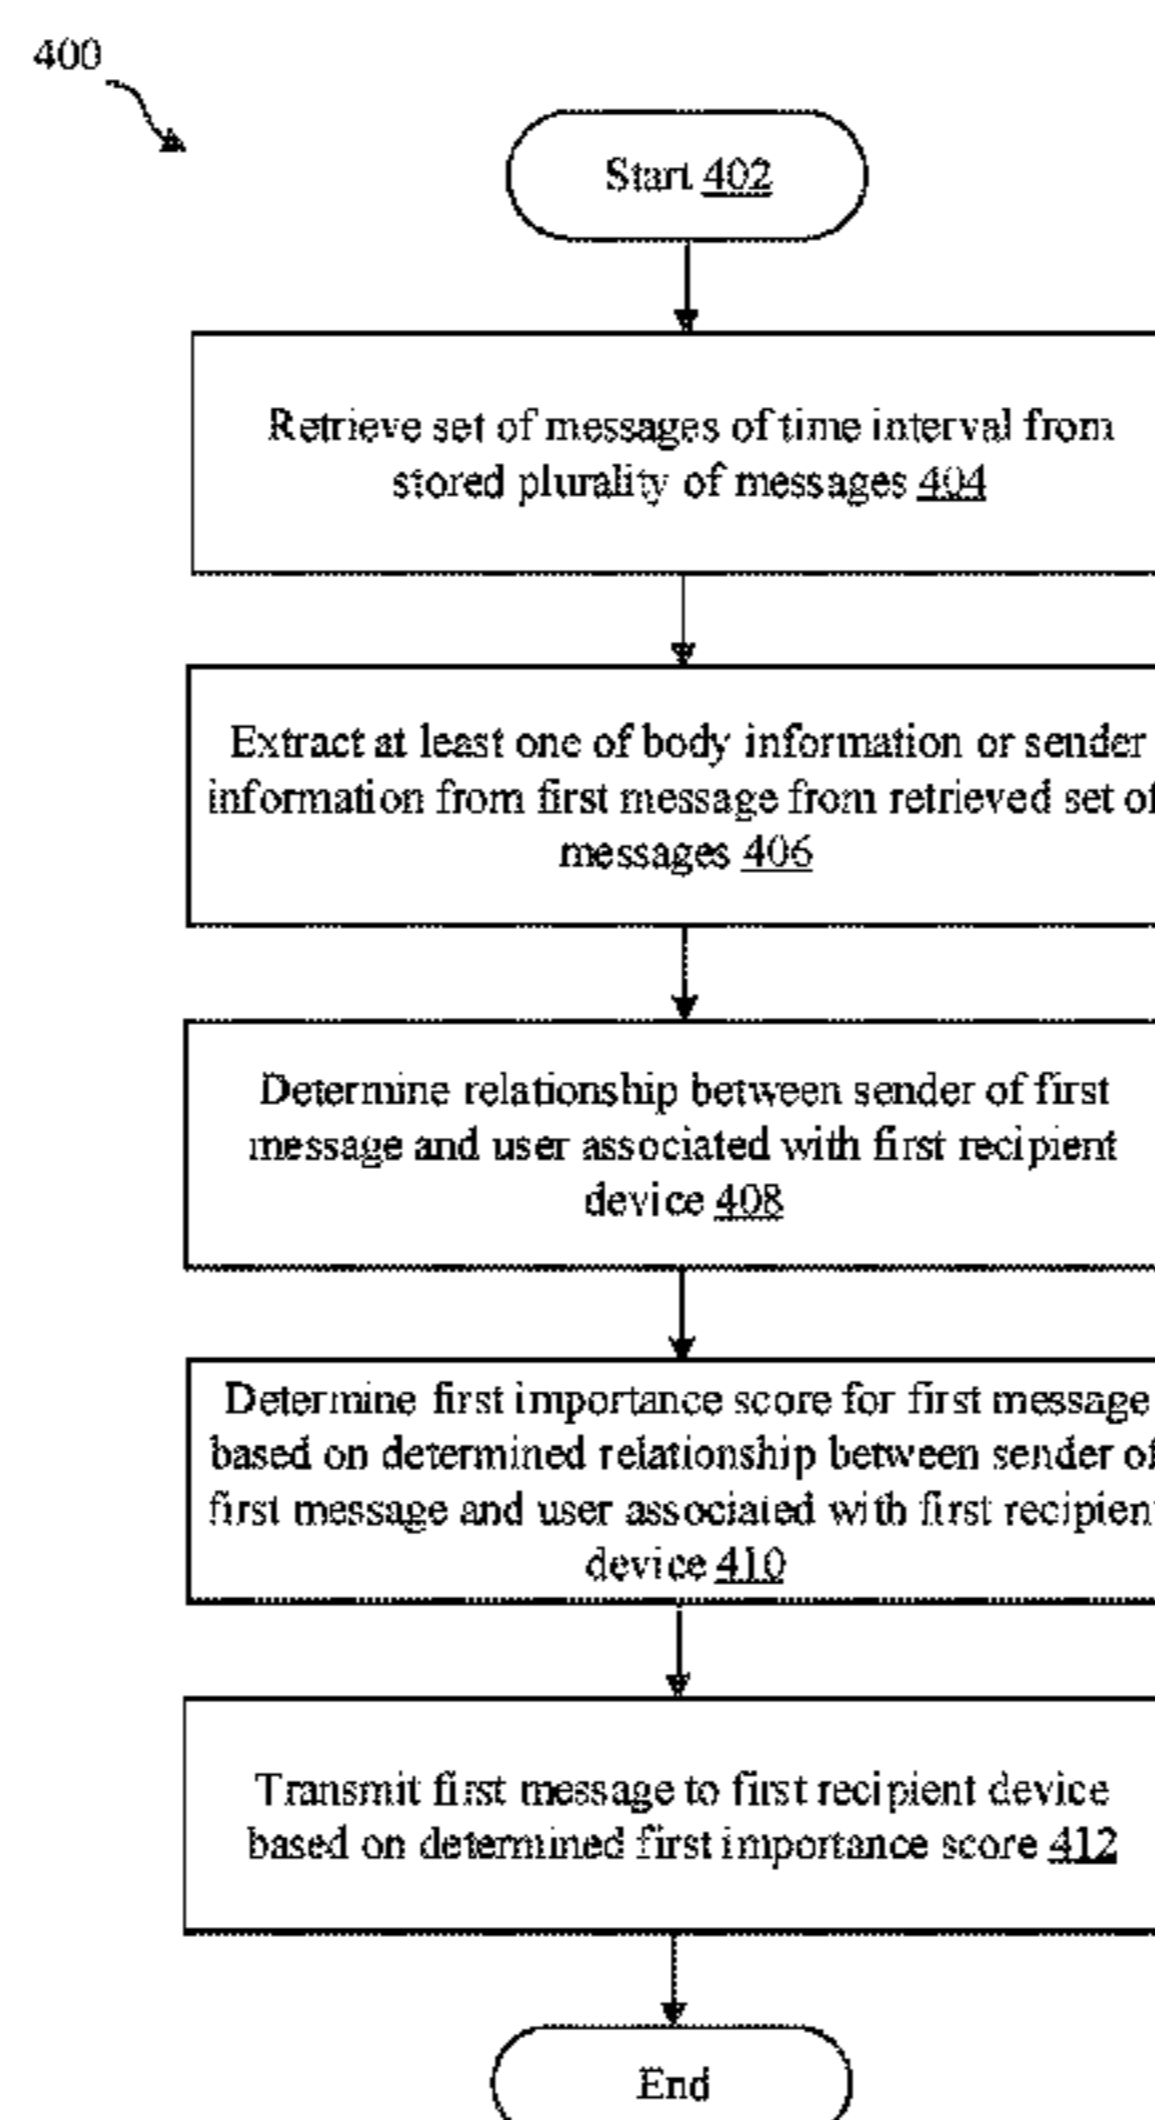 400
Start 402
Retrieve set of messages of time interval from
stored plurality of messages 404
Extract at least one of body information or sender
information from first message from retrieved set of
messages 406
Determine relationship between sender of first
message and user associated with first recipient
device 408
Determine first importance score for first message
based on determined relationship between sender of
first message and user associated with first recipient
device 410
Transmit first message to first recipient device
based on determined first importance score 412
End